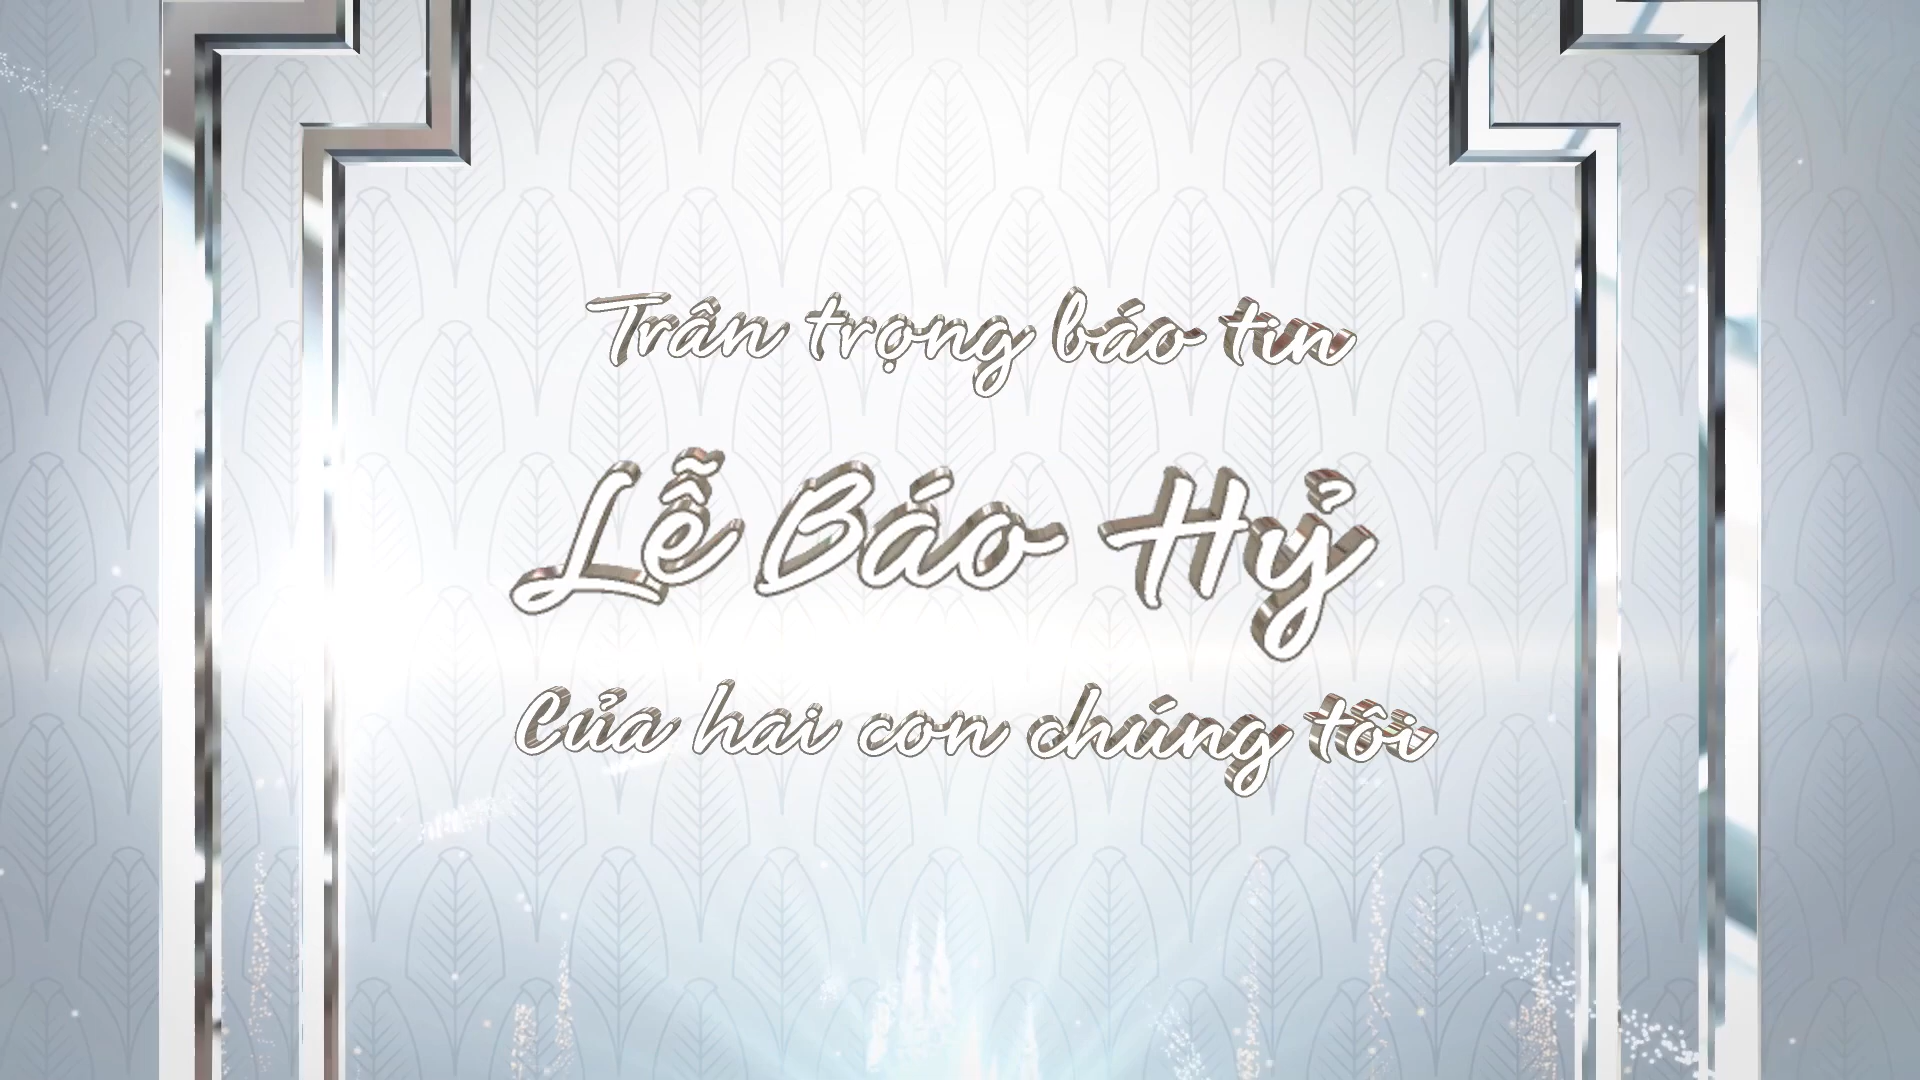 Trân trọng báo tin
Lễ Báo Hỷ
Của hai con chúng tôi